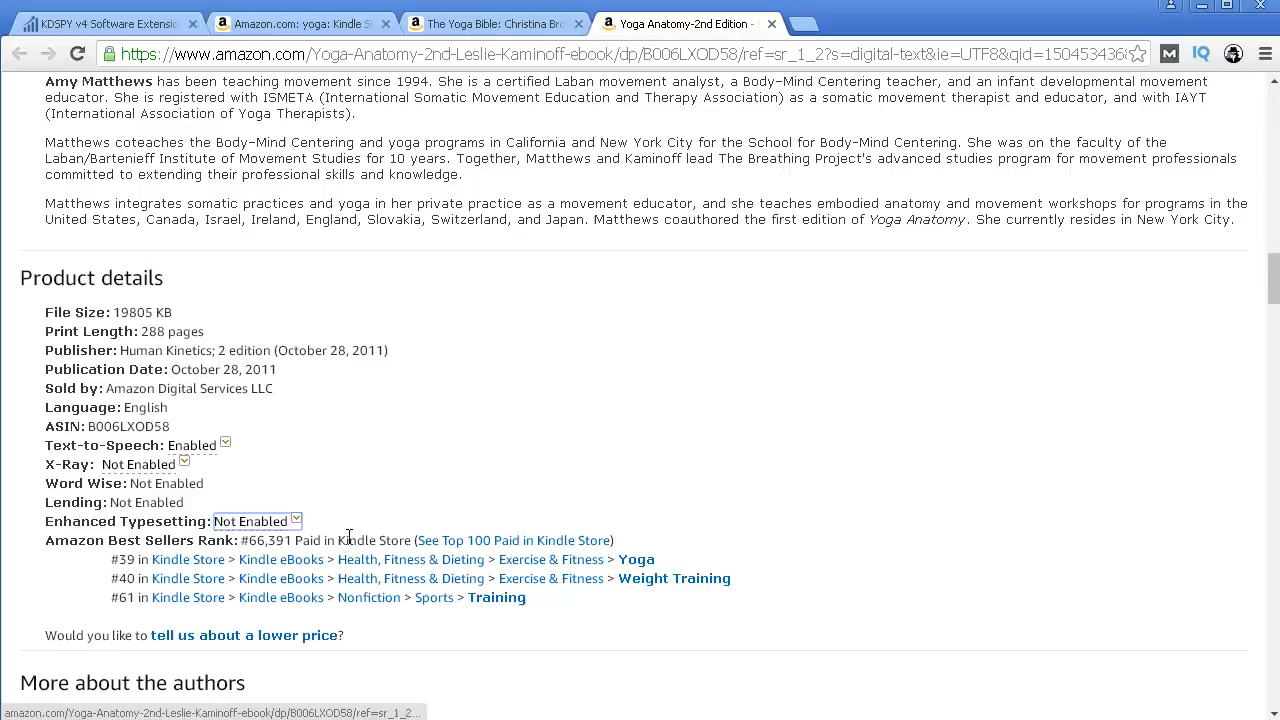 KDSPY v4 Software Extensio
Amazon.com: yoga: Kindle S
The Yoga Bible: Christina Bro
Yoga Anatomy-2nd Edition -
https://www.amazon.com/Yoga-Anatomy-2nd-Leslie-Kaminoff-ebook/dp/B006LXOD58/ref=sr_1_2?s=digital-text&ie=UTF8&qid=150453436
M
IQ
Amy Matthews has been teaching movement since 1994. She is a certified Laban movement analyst, a Body-Mind Centering teacher, and an infant developmental movement
educator. She is registered with ISMETA (International Somatic Movement Education and Therapy Association) as a somatic movement therapist and educator, and with IAYT
(International Association of Yoga Therapists).
Matthews coteaches the Body-Mind Centering and yoga programs in California and New York City for the School for Body-Mind Centering. She was on the faculty of the
Laban/Bartenieff Institute of Movement Studies for 10 years. Together, Matthews and Kaminoff lead The Breathing Project's advanced studies program for movement professionals
committed to extending their professional skills and knowledge.
Matthews integrates somatic practices and yoga in her private practice as a movement educator, and she teaches embodied anatomy and movement workshops for programs in the
United States, Canada, Israel, Ireland, England, Slovakia, Switzerland, and Japan. Matthews coauthored the first edition of Yoga Anatomy. She currently resides in New York City.
Product details
File Size: 19805 KB
Print Length: 288 pages
Publisher: Human Kinetics; 2 edition (October 28, 2011)
Publication Date: October 28, 2011
Sold by: Amazon Digital Services LLC
Language: English
ASIN: B006LXOD58
Text-to-Speech: Enabled
X-Ray: Not Enabled
Word Wise: Not Enabled
Lending: Not Enabled
Enhanced Typesetting: Not Enabled
Amazon Best Sellers Rank: #66,391 Paid in Kindle Store (See Top 100 Paid in Kindle Store)
#39 in Kindle Store > Kindle eBooks > Health, Fitness & Dieting > Exercise & Fitness > Yoga
#40 in Kindle Store > Kindle eBooks > Health, Fitness & Dieting > Exercise & Fitness > Weight Training
#61 in Kindle Store > Kindle eBooks > Nonfiction > Sports > Training
Would you like to tell us about a lower price?
More about the authors
amazon.com/Yoga-Anatomy-2nd-Leslie-Kaminoff-ebook/dp/B006LXOD58/ref=sr_1_2...